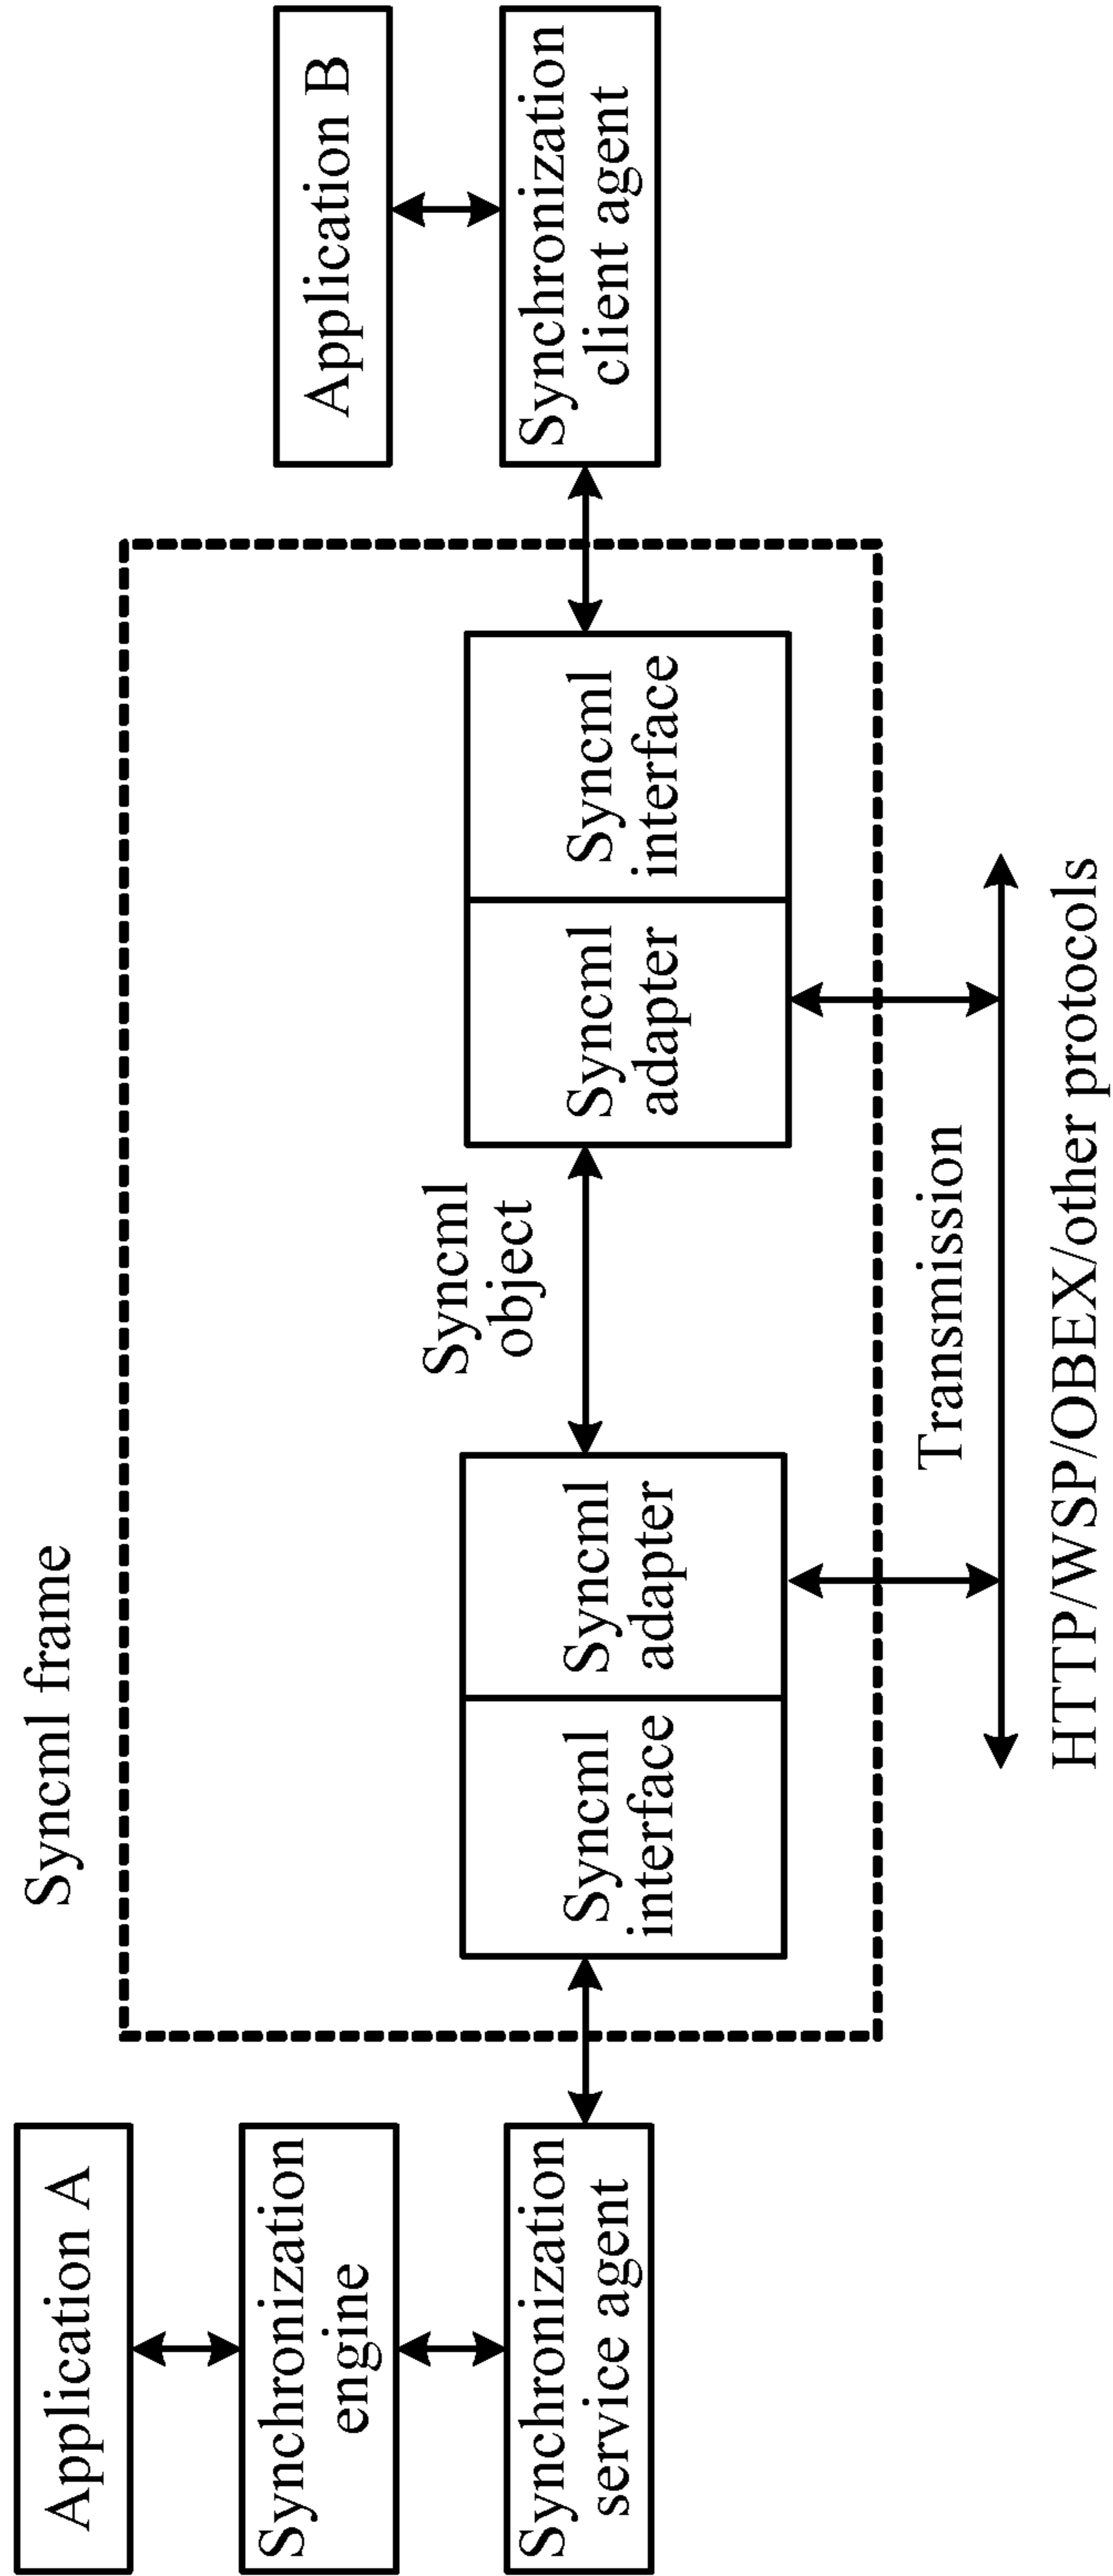 Syncml frame
Application A
Synchronization
engine
Synchronization
service agent
Syncml
interface
Syncml
adapter
Syncml
object
Syncml
adapter
Syncml
interface
Application B
Synchronization
client agent
Transmission
HTTP/WSP/OBEX/other protocols